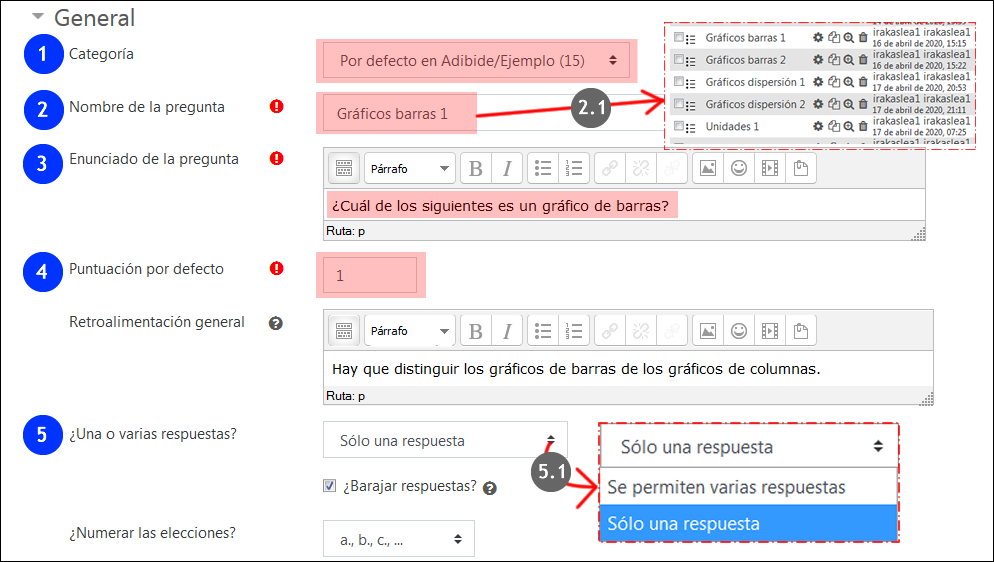 General
1 Categoría
Por defecto en Adibide/Ejemplo (15)
2 Nombre de la pregunta
Gráficos barras 1
2.1
irakaslea1 irakaslea1
Gráficos barras 1
16 de abril de 2020, 15:15
irakaslea1 irakaslea1
Gráficos barras 2
16 de abril de 2020, 15:22
irakaslea1 irakaslea1
Gráficos dispersión 1
17 de abril de 2020, 20:53
irakaslea1 irakaslea1
Gráficos dispersión 2
17 de abril de 2020, 21:11
irakaslea1 irakaslea1
Unidades 1
17 de abril de 2020, 07:25
3 Enunciado de la pregunta
Párrafo B I
¿Cuál de los siguientes es un gráfico de barras?
Ruta: p
4 Puntuación por defecto
1
Retroalimentación general
Párrafo B I
Hay que distinguir los gráficos de barras de los gráficos de columnas.
Ruta: p
5 ¿Una o varias respuestas?
Sólo una respuesta
5.1
Sólo una respuesta
Se permiten varias respuestas
Sólo una respuesta
¿Barajar respuestas?
¿Numerar las elecciones?
a., b., c., ...